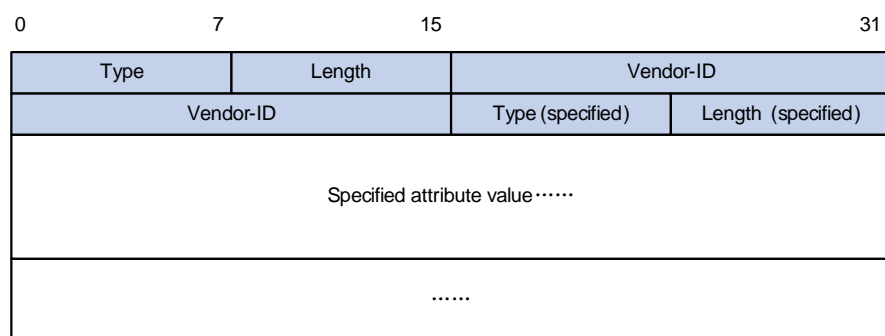 0 7 15 31
Type Length Vendor-ID
Vendor-ID Type (specified) Length (specified)
Specified attribute value……
……